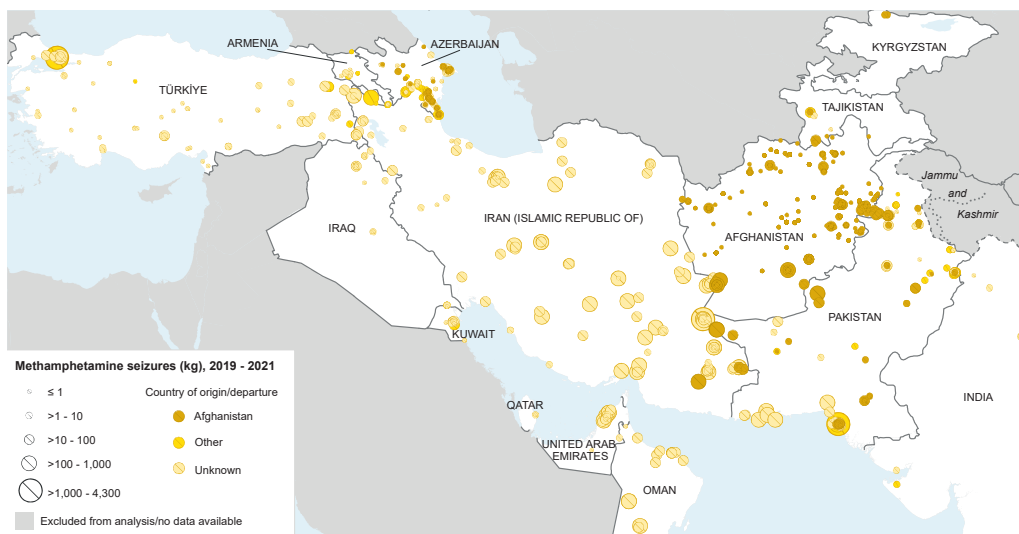 KYRGYZSTAN
ARMENIA
AZERBAIJAN
TÜRKİYE
TAJIKISTAN
Jammu
and
Kashmir
IRAQ
IRAN (ISLAMIC REPUBLIC OF)
AFGHANISTAN
PAKISTAN
KUWAIT
INDIA
QATAR
UNITED ARAB
EMIRATES
OMAN
Methamphetamine seizures (kg), 2019 - 2021
≤ 1
>1 - 10
>10 - 100
>100 - 1,000
>1,000 - 4,300
Country of origin/departure
Afghanistan
Other
Unknown
Excluded from analysis/no data available